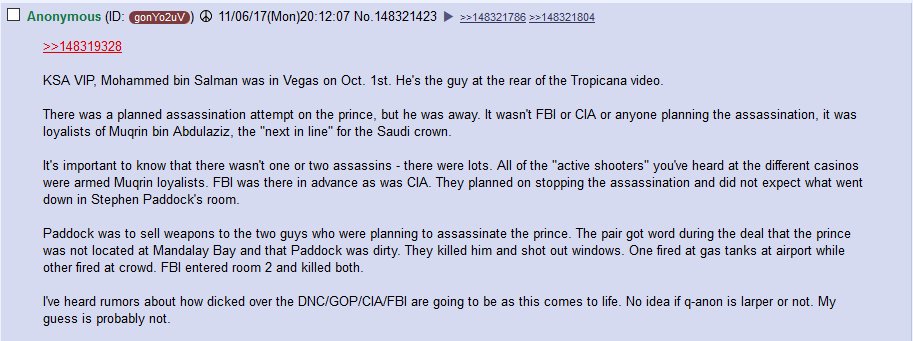 Anonymous (ID: gonYo2uV) ☮ 11/06/17(Mon)20:12:07 No.148321423 ▶ >>148321786 >>148321804
>>148319328
KSA VIP, Mohammed bin Salman was in Vegas on Oct. 1st. He's the guy at the rear of the Tropicana video.
There was a planned assassination attempt on the prince, but he was away. It wasn't FBI or CIA or anyone planning the assassination, it was
loyalists of Muqrin bin Abdulaziz, the "next in line" for the Saudi crown.
It's important to know that there wasn't one or two assassins - there were lots. All of the "active shooters" you've heard at the different casinos
were armed Muqrin loyalists. FBI was there in advance as was CIA. They planned on stopping the assassination and did not expect what went
down in Stephen Paddock's room.
Paddock was to sell weapons to the two guys who were planning to assassinate the prince. The pair got word during the deal that the prince
was not located at Mandalay Bay and that Paddock was dirty. They killed him and shot out windows. One fired at gas tanks at airport while
other fired at crowd. FBI entered room 2 and killed both.
I've heard rumors about how dicked over the DNC/GOP/CIA/FBI are going to be as this comes to life. No idea if q-anon is larper or not. My
guess is probably not.